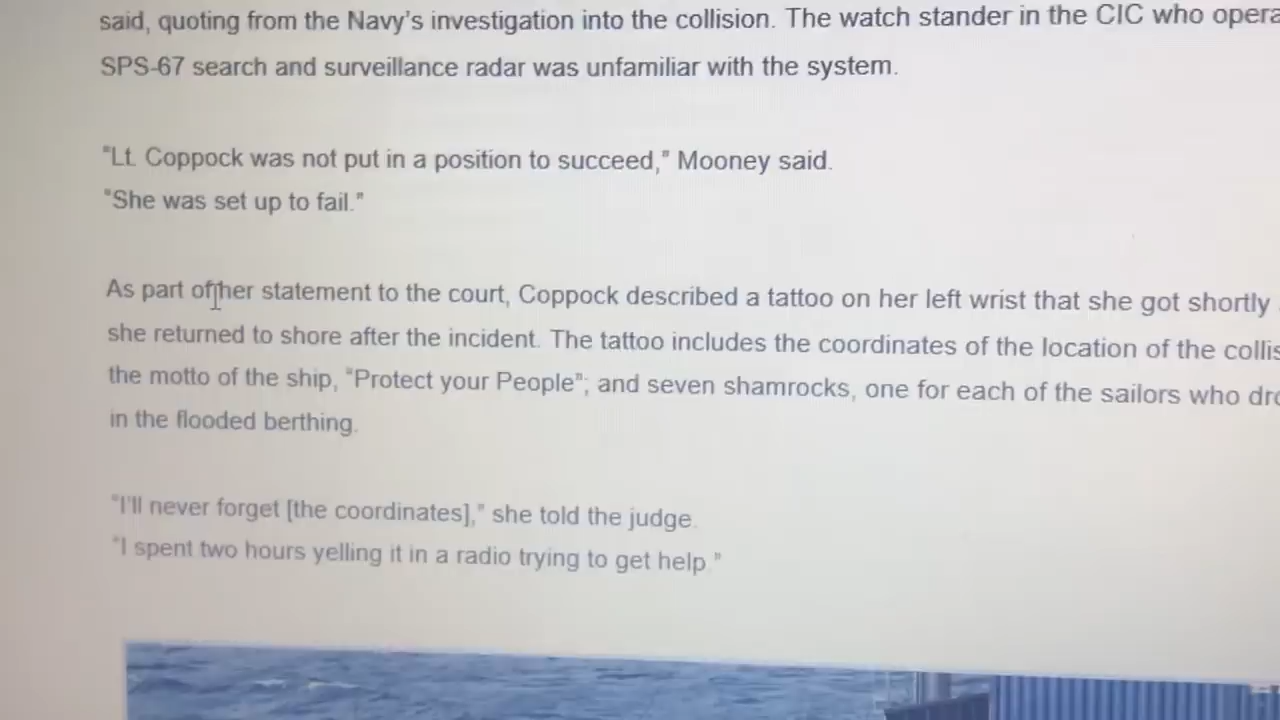 said, quoting from the Navy's investigation into the collision. The watch stander in the CIC who
SPS-67 search and surveillance radar was unfamiliar with the system.
"Lt. Coppock was not put in a position to succeed," Mooney said.
"She was set up to fail."
As part of her statement to the court, Coppock described a tattoo on her left wrist that she got shortly
she returned to shore after the incident. The tattoo includes the coordinates of the location of the
the motto of the ship, "Protect your People"; and seven shamrocks, one for each of the sailors who
in the flooded berthing.
"I'll never forget [the coordinates]," she told the judge.
"I spent two hours yelling it in a radio trying to get help."